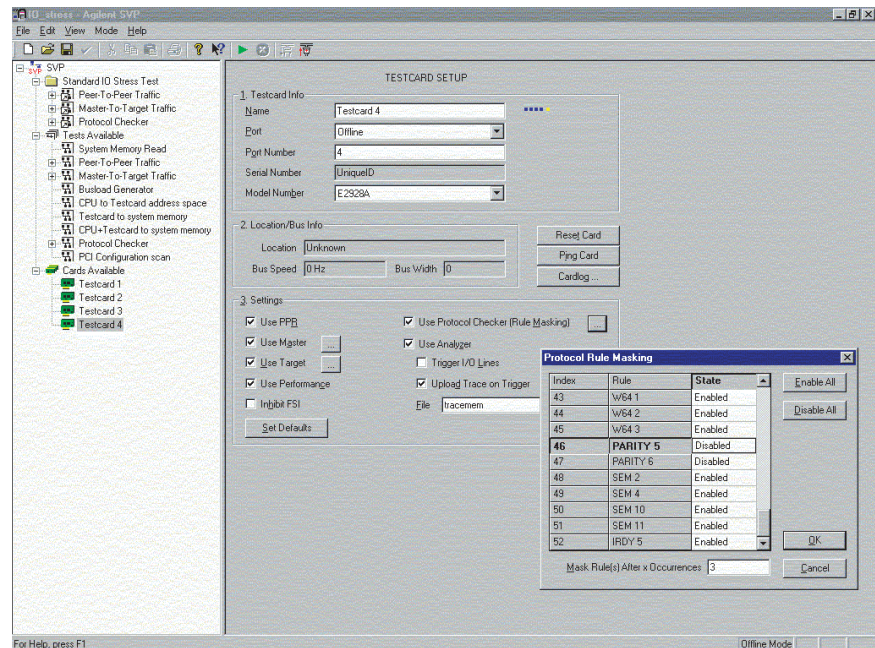 IO_stress - Agilent SVP
File Edit View Mode Help
SVP
Standard IO Stress Test
Peer-To-Peer Traffic
Master-To-Target Traffic
Protocol Checker
Tests Available
System Memory Read
Peer-To-Peer Traffic
Master-To-Target Traffic
Busload Generator
CPU to Testcard address space
Testcard to system memory
CPU+Testcard to system memory
Protocol Checker
PCI Configuration scan
Cards Available
Testcard 1
Testcard 2
Testcard 3
Testcard 4
TESTCARD SETUP
1. Testcard Info
Name Testcard 4
Port Offline
Port Number 4
Serial Number UniqueID
Model Number E2928A
2. Location/Bus Info
Location Unknown
Bus Speed 0 Hz Bus Width 0
Reset Card
Ping Card
Cardlog ...
3. Settings
Use PPR
Use Master ...
Use Target ...
Use Performance
Inhibit FSI
Set Defaults
Use Protocol Checker (Rule Masking) ...
Use Analyzer
Trigger I/O Lines
Upload Trace on Trigger
File tracemem
Protocol Rule Masking
Index Rule State
43 W64 1 Enabled
44 W64 2 Enabled
45 W64 3 Enabled
46 PARITY 5 Disabled
47 PARITY 6 Disabled
48 SEM 2 Enabled
49 SEM 4 Enabled
50 SEM 10 Enabled
51 SEM 11 Enabled
52 IRDY 5 Enabled
Enable All
Disable All
OK
Cancel
Mask Rule(s) After x Occurrences 3
For Help, press F1
Offline Mode